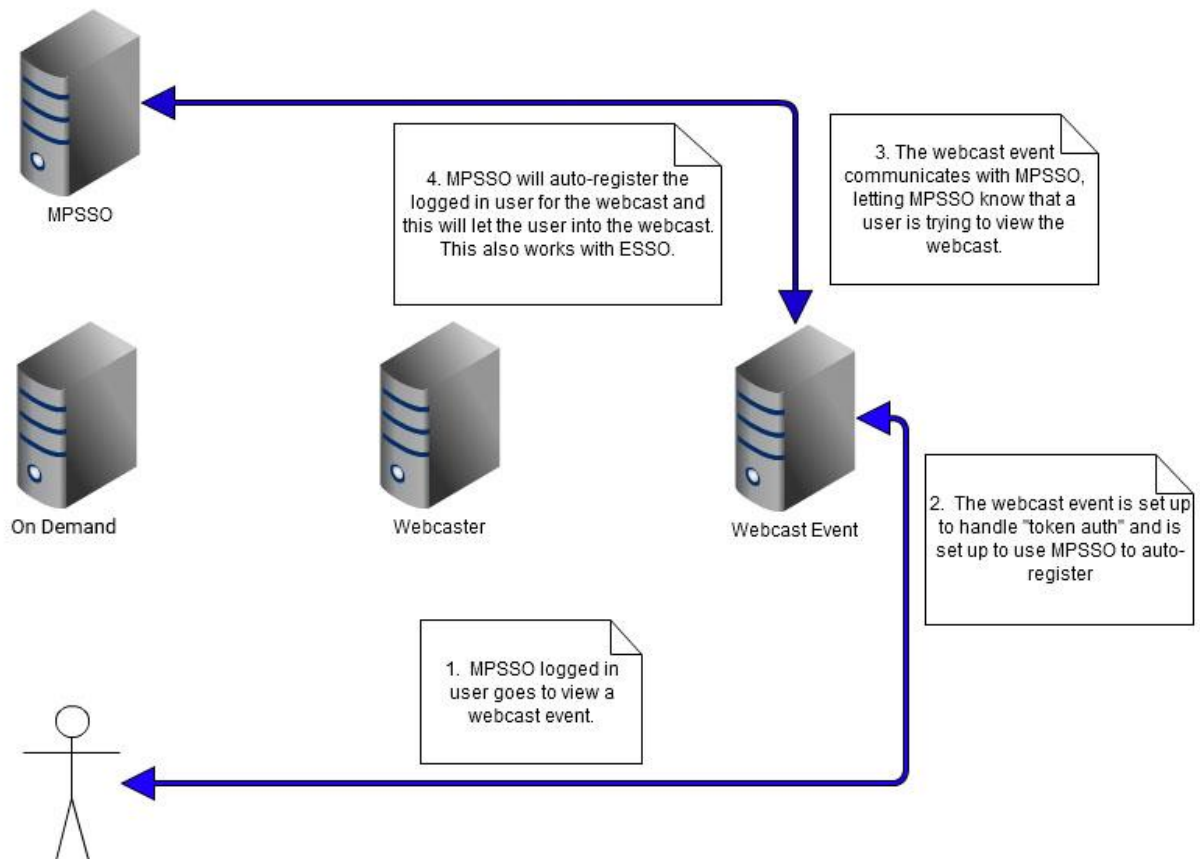 MPSSO
4. MPSSO will auto-register the
logged in user for the webcast and
this will let the user into the webcast.
This also works with ESSO.
3. The webcast event
communicates with MPSSO,
letting MPSSO know that a
user is trying to view the
webcast.
On Demand
Webcaster
Webcast Event
2. The webcast event is set up
to handle "token auth" and is
set up to use MPSSO to auto-
register
1. MPSSO logged in
user goes to view a
webcast event.